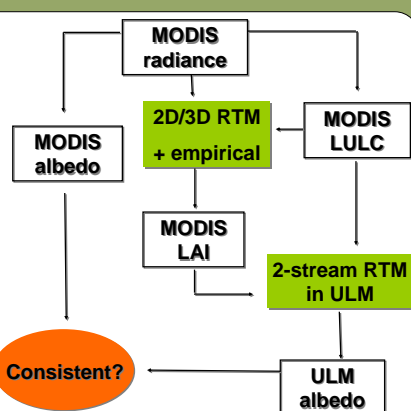 MODIS
radiance
2D/3D RTM
+ empirical
MODIS
LULC
MODIS
albedo
MODIS
LAI
2-stream RTM
in ULM
Consistent?
ULM
albedo